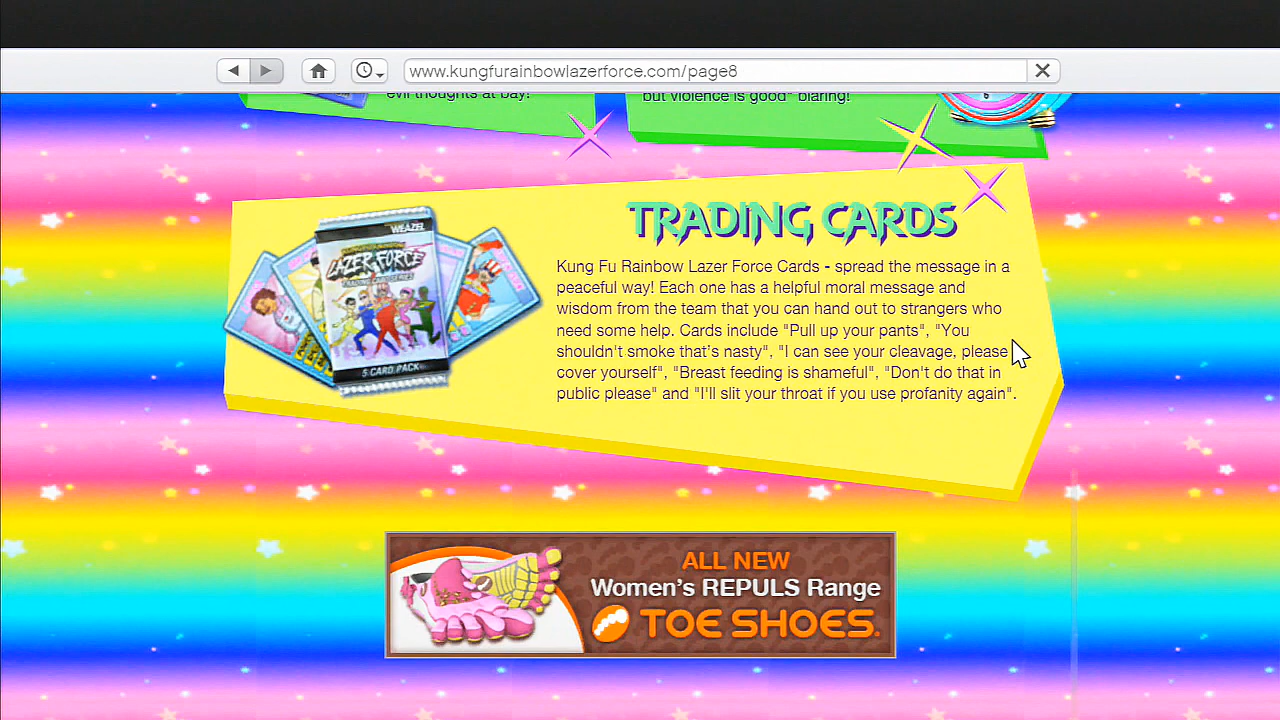 www.kungfurainbowlazerforce.com/page8
evil thoughts at bay!
but violence is good" blaring!
TRADING CARDS
WEAZEL
LAZER FORCE
TRADING CARD SERIES
5 CARD PACK
Kung Fu Rainbow Lazer Force Cards - spread the message in a
peaceful way! Each one has a helpful moral message and
wisdom from the team that you can hand out to strangers who
need some help. Cards include "Pull up your pants", "You
shouldn't smoke that's nasty", "I can see your cleavage, please
cover yourself", "Breast feeding is shameful", "Don't do that in
public please" and "I'll slit your throat if you use profanity again".
ALL NEW
Women's REPULS Range
TOE SHOES.